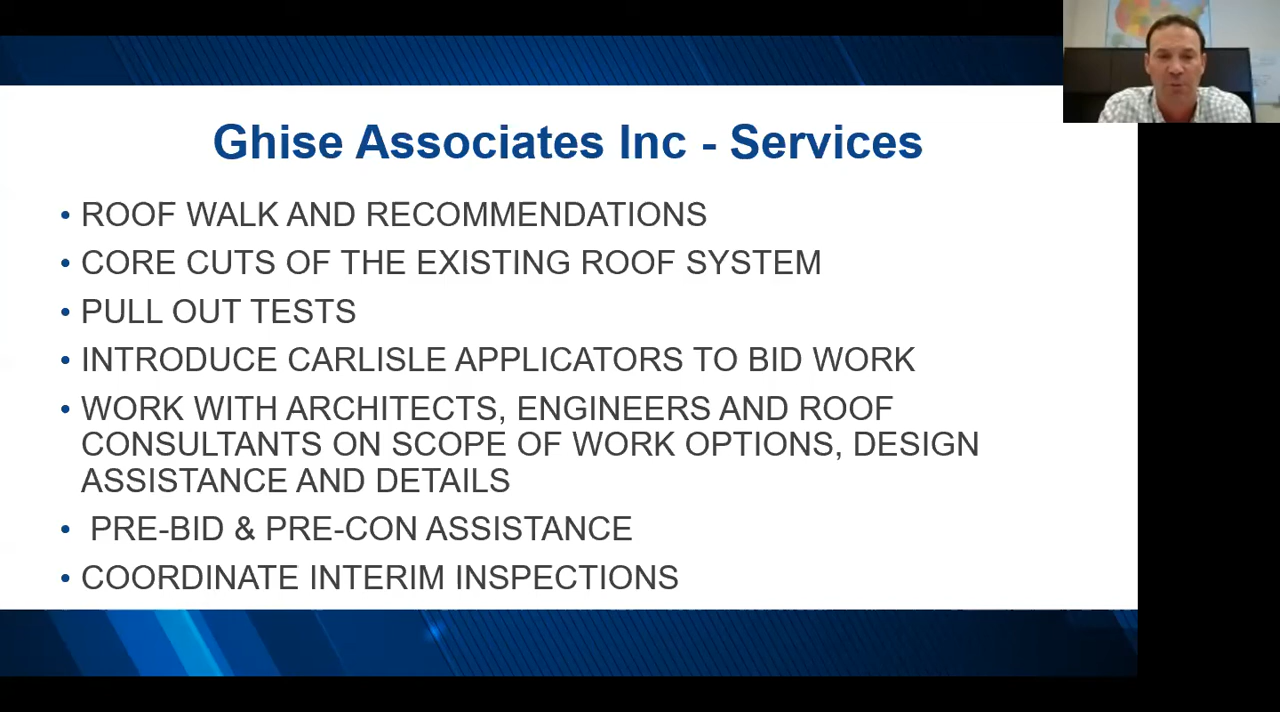 Ghise Associates Inc - Services
• ROOF WALK AND RECOMMENDATIONS
• CORE CUTS OF THE EXISTING ROOF SYSTEM
• PULL OUT TESTS
• INTRODUCE CARLISLE APPLICATORS TO BID WORK
• WORK WITH ARCHITECTS, ENGINEERS AND ROOF
CONSULTANTS ON SCOPE OF WORK OPTIONS, DESIGN
ASSISTANCE AND DETAILS
• PRE-BID & PRE-CON ASSISTANCE
• COORDINATE INTERIM INSPECTIONS